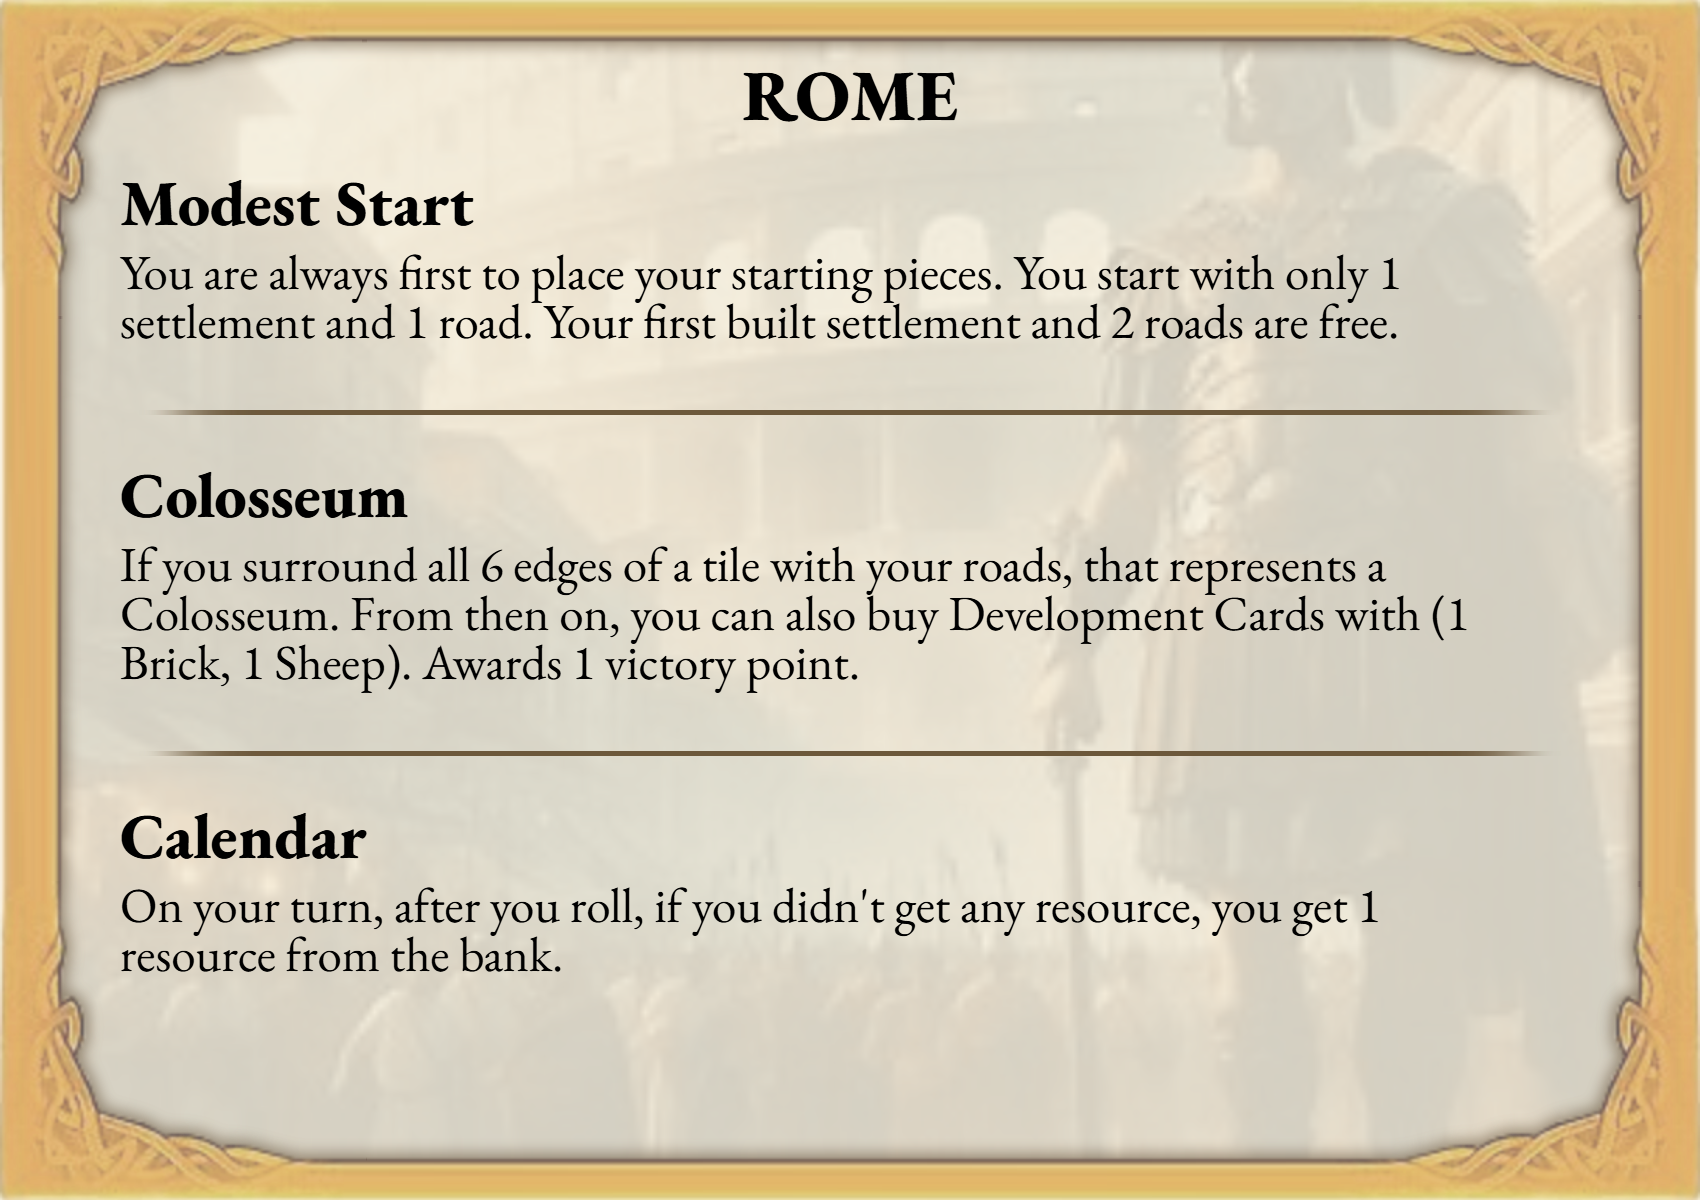 ROME
Modest Start
You are always first to place your starting pieces. You start with only 1
settlement and 1 road. Your first built settlement and 2 roads are free.
Colosseum
If you surround all 6 edges of a tile with your roads, that represents a
Colosseum. From then on, you can also buy Development Cards with (1
Brick, 1 Sheep). Awards 1 victory point.
Calendar
On your turn, after you roll, if you didn't get any resource, you get 1
resource from the bank.